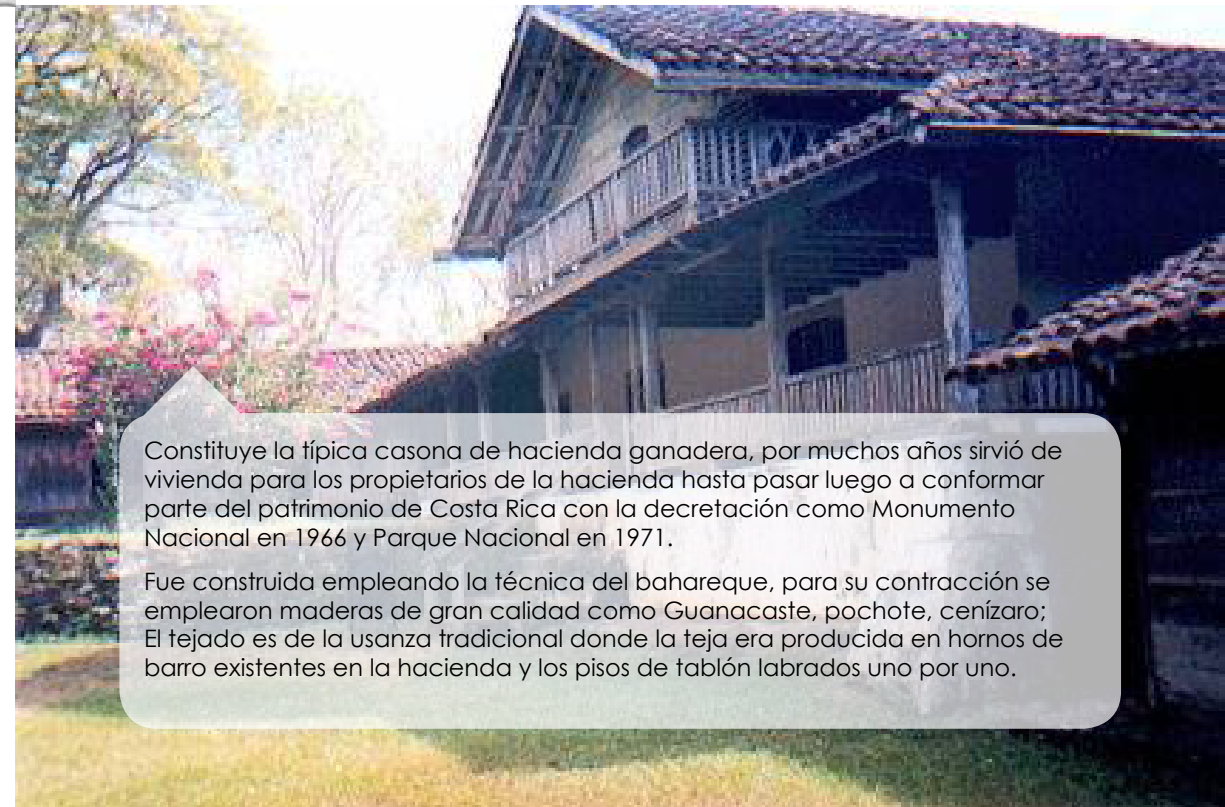 Constituye la típica casona de hacienda ganadera, por muchos años sirvió de
vivienda para los propietarios de la hacienda hasta pasar luego a conformar
parte del patrimonio de Costa Rica con la decretación como Monumento
Nacional en 1966 y Parque Nacional en 1971.
Fue construida empleando la técnica del bahareque, para su contracción se
emplearon maderas de gran calidad como Guanacaste, pochote, cenízaro;
El tejado es de la usanza tradicional donde la teja era producida en hornos de
barro existentes en la hacienda y los pisos de tablón labrados uno por uno.